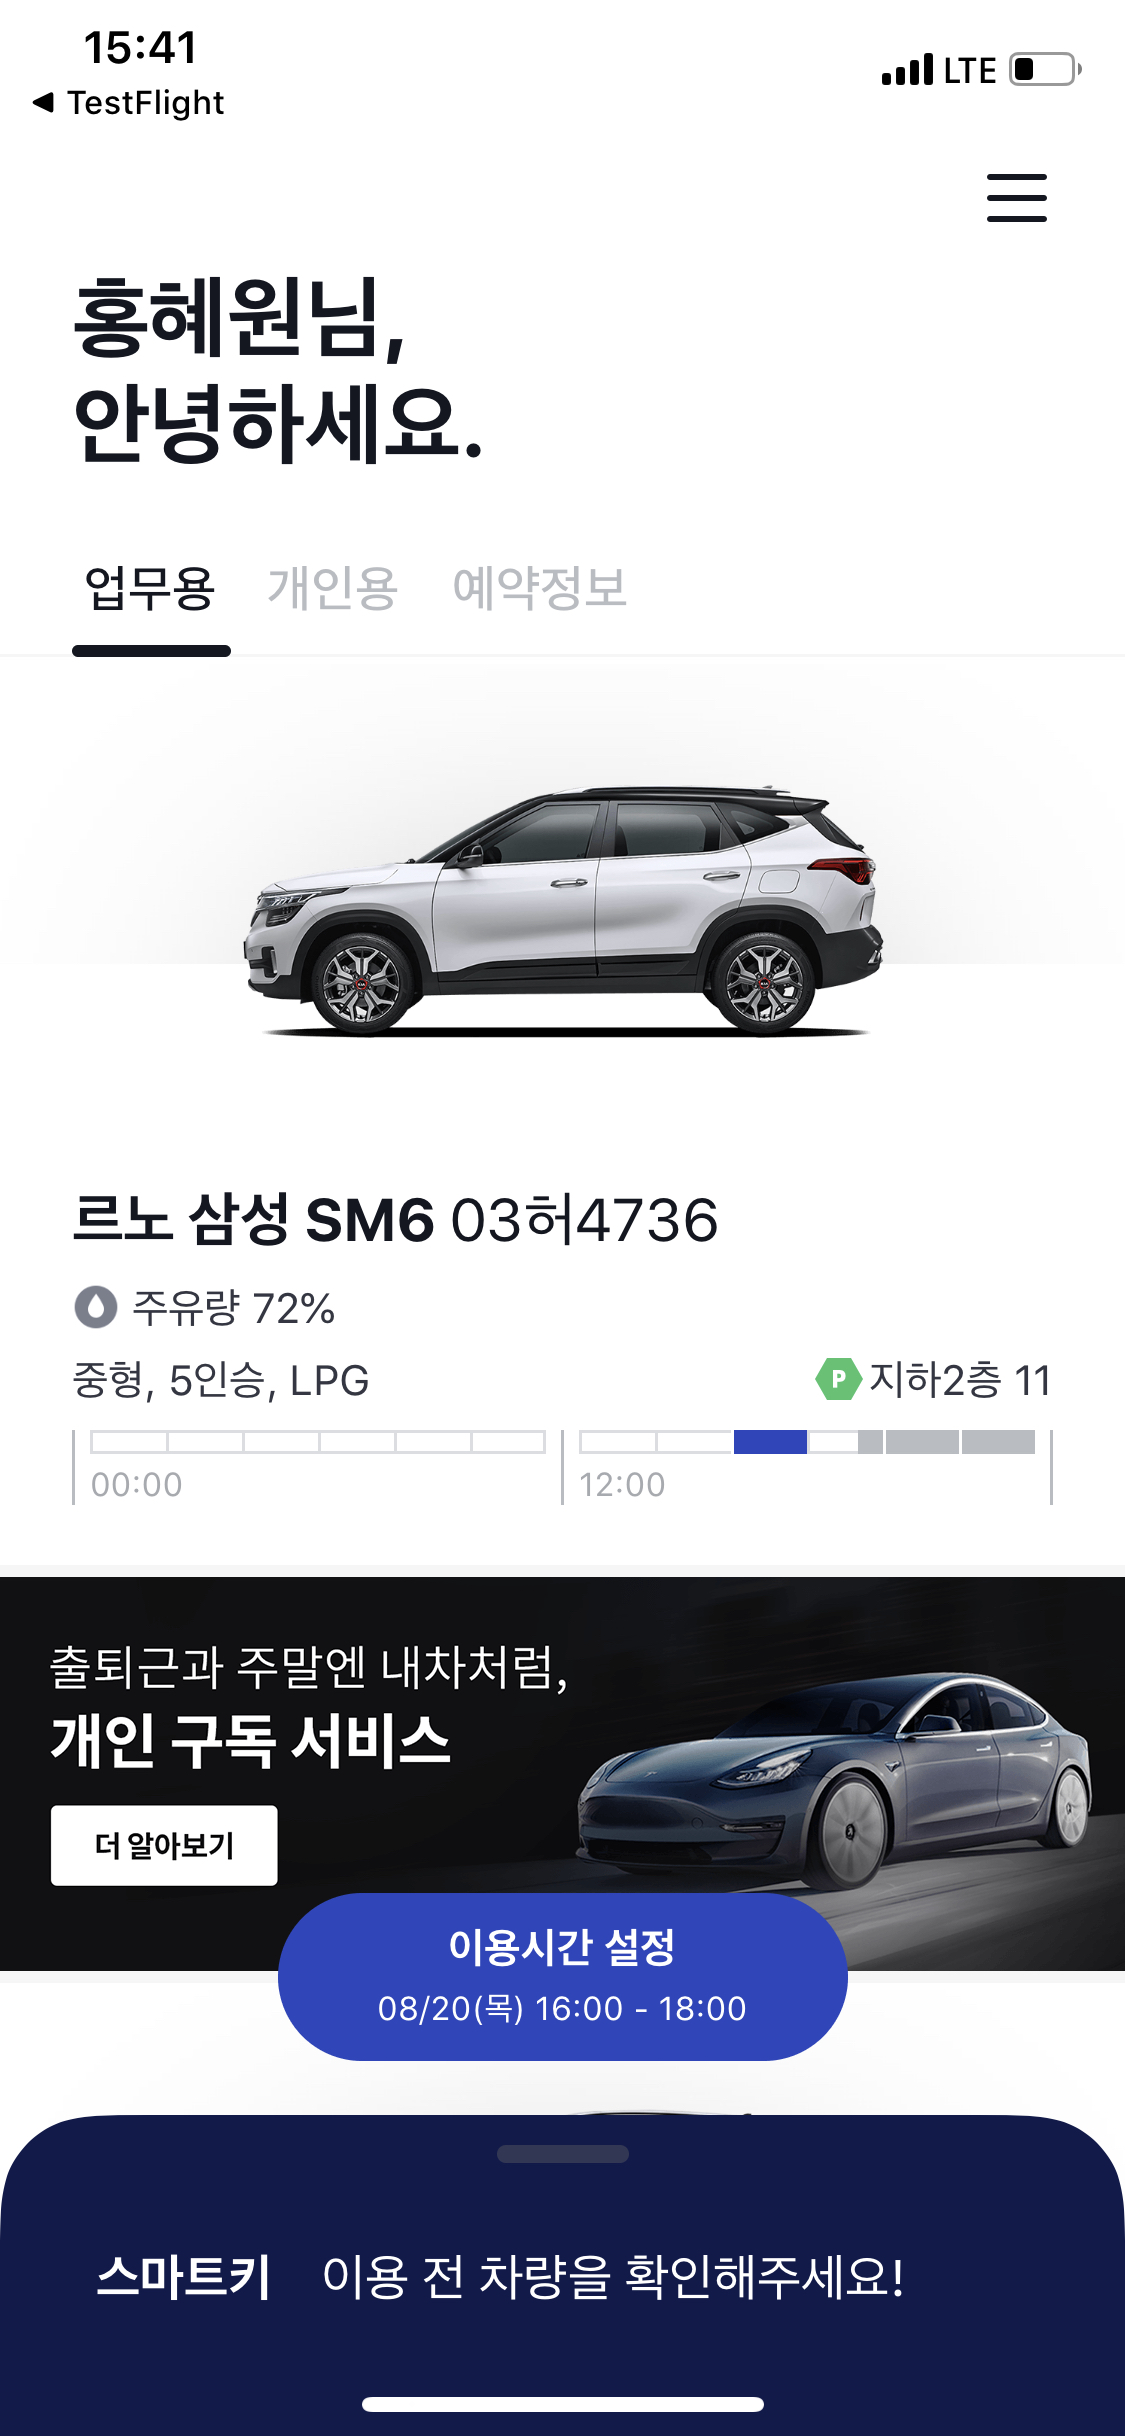 15:41
LTE
◀ TestFlight
홍혜원님,
안녕하세요.
업무용 개인용 예약정보
르노 삼성 SM6 03허4736
주유량 72%
중형, 5인승, LPG
P 지하2층 11
00:00 12:00
출퇴근과 주말엔 내차처럼,
개인 구독 서비스
더 알아보기
이용시간 설정
08/20(목) 16:00 - 18:00
스마트키 이용 전 차량을 확인해주세요!